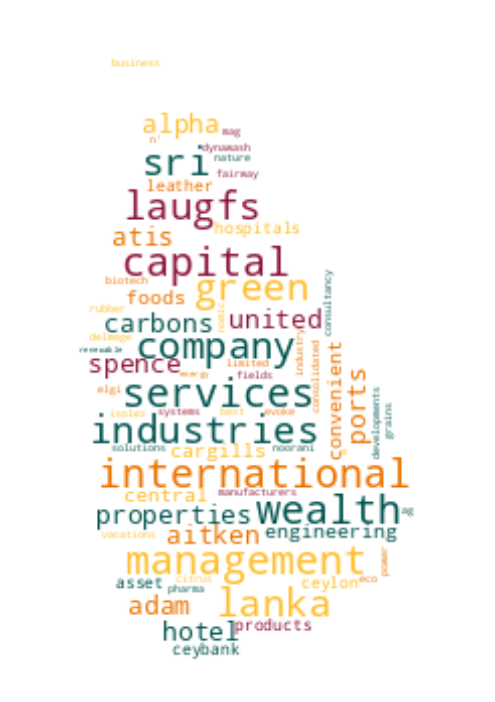 business
alpha
mag
n'
dynawash
sri
nature
fairway
leather
laugfs
hospitals
atis
capital
biotech
green
foods
consultancy
rubber
carbons
united
delmege
company
industry
consolidated
renewable
spence
limited
convenient
energy
fields
ports
elgi
services
developments
isolez
systems
best
evoke
grains
industries
solutions
cargills
noorani
international
central
manufacturers
properties
wealth
ag
vacations
aitken
engineering
management
power
asset
citrus
ceylon
eco
pharma
adam
lanka
hotel
products
ceybank